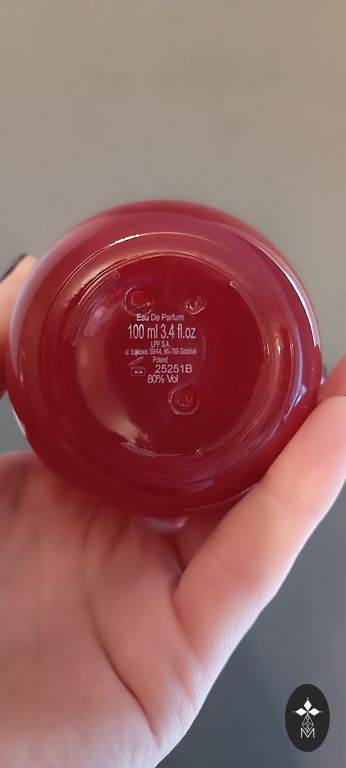 Eau De Parfum
100 ml 3.4 fl.oz
LPP S.A.
ul. Łąkowa 39/44, 80-769 Gdańsk
Poland
25251B
80% Vol
M